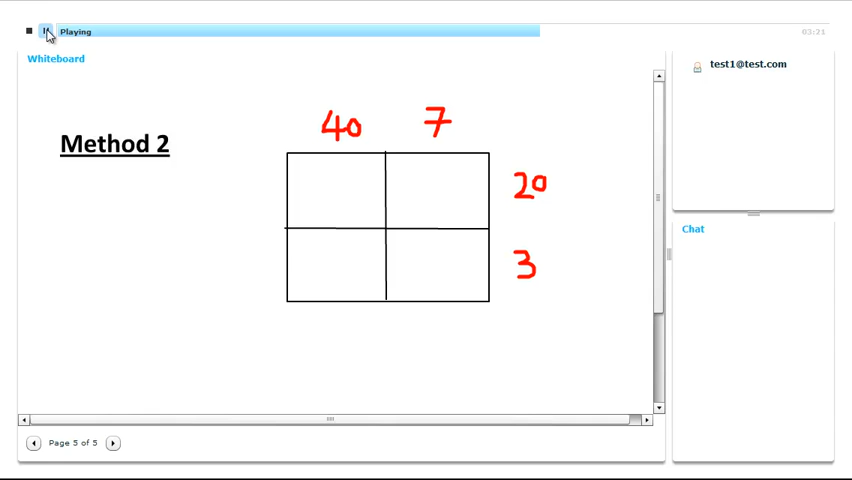 Playing
03:21
Whiteboard
test1@test.com
Method 2
40 7
20
3
Chat
Page 5 of 5